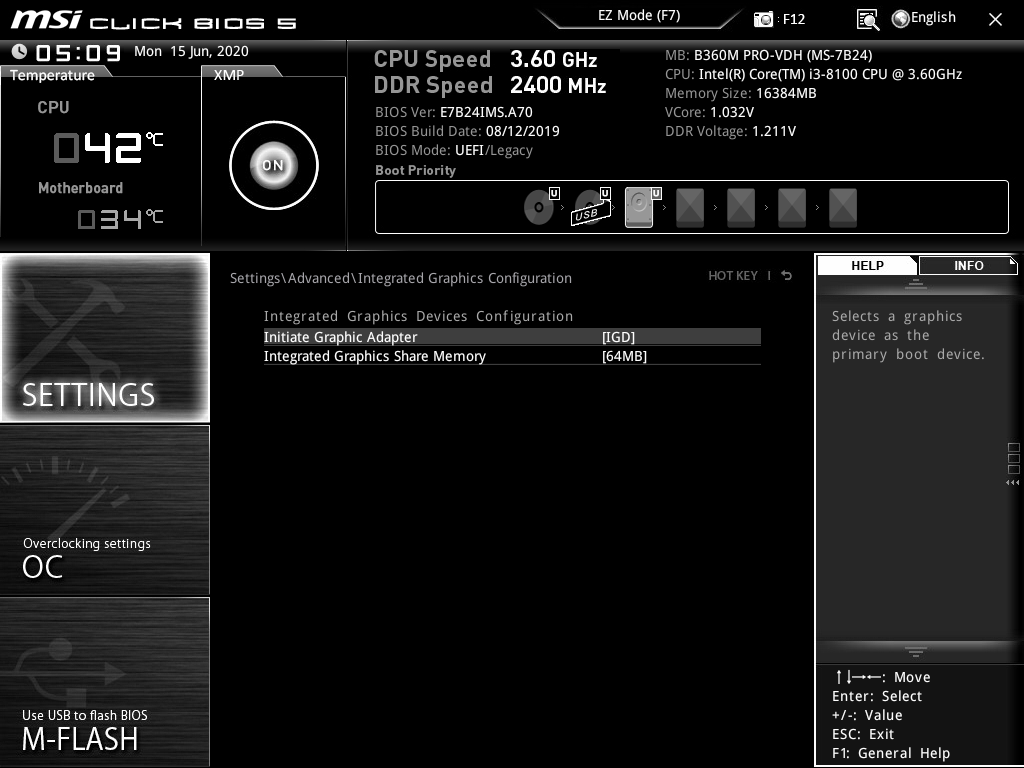 msi CLICK BIOS 5
EZ Mode (F7)
: F12
English
05:09 Mon 15 Jun, 2020
Temperature
CPU
042°C
Motherboard
034°C
XMP
ON
CPU Speed 3.60 GHz
DDR Speed 2400 MHz
BIOS Ver: E7B24IMS.A70
BIOS Build Date: 08/12/2019
BIOS Mode: UEFI/Legacy
Boot Priority
MB: B360M PRO-VDH (MS-7B24)
CPU: Intel(R) Core(TM) i3-8100 CPU @ 3.60GHz
Memory Size: 16384MB
VCore: 1.032V
DDR Voltage: 1.211V
U U U
USB
SETTINGS
Overclocking settings
OC
Use USB to flash BIOS
M-FLASH
Settings\Advanced\Integrated Graphics Configuration
HOT KEY |
Integrated Graphics Devices Configuration
Initiate Graphic Adapter [IGD]
Integrated Graphics Share Memory [64MB]
HELP INFO
Selects a graphics
device as the
primary boot device.
↑↓→←: Move
Enter: Select
+/-: Value
ESC: Exit
F1: General Help